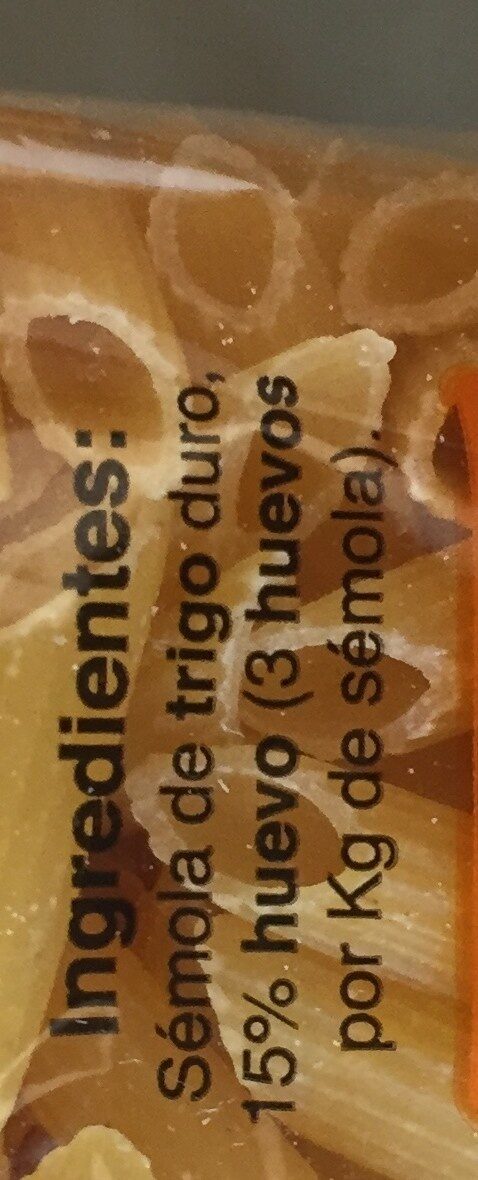 Ingredientes:
Sémola de trigo duro,
15% huevo (3 huevos
por Kg de sémola).